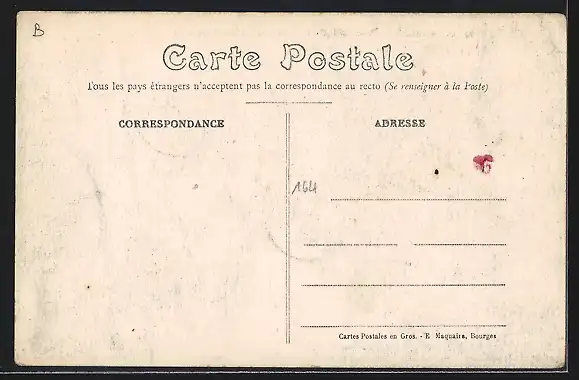 B
Carte Postale
Tous les pays étrangers n'acceptent pas la correspondance au recto (Se renseigner à la Poste)
CORRESPONDANCE
ADRESSE
164
Cartes Postales en Gros. - E. Maquaire, Bourges